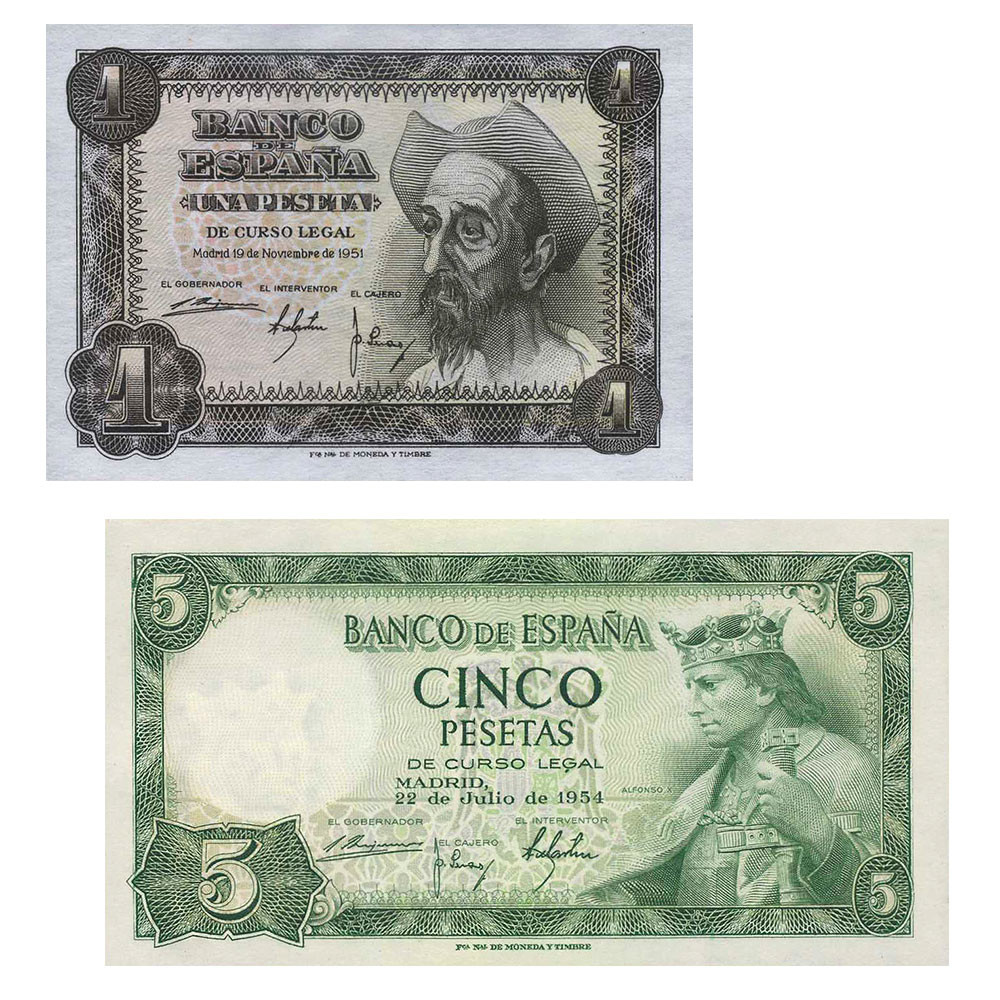 1
1
BANCO
DE
ESPAÑA
UNA PESETA
DE CURSO LEGAL
Madrid 19 de Noviembre de 1951
EL GOBERNADOR EL INTERVENTOR EL CAJERO
1
1
Fca Nal DE MONEDA Y TIMBRE
5
5
BANCO DE ESPAÑA
CINCO
PESETAS
DE CURSO LEGAL
MADRID,
22 de Julio de 1954
ALFONSO X
EL GOBERNADOR EL INTERVENTOR
EL CAJERO
5
5
Fca Nal DE MONEDA Y TIMBRE